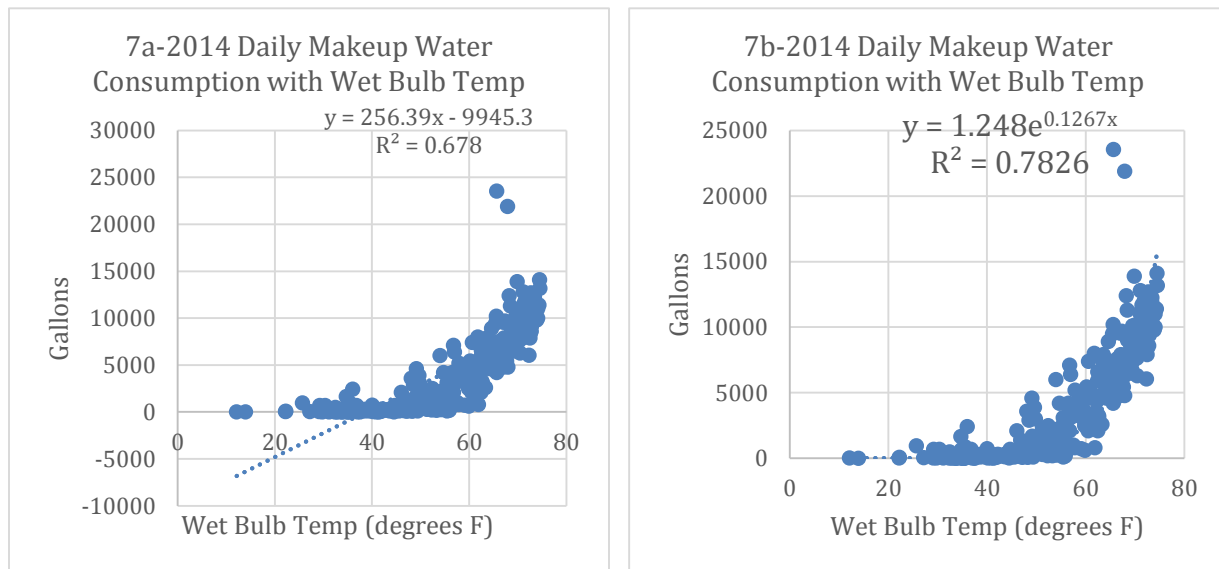 7a-2014 Daily Makeup Water
Consumption with Wet Bulb Temp
y = 256.39x - 9945.3
R² = 0.678
30000
25000
20000
15000
10000
5000
0
-5000
-10000
0
20
40
60
80
Gallons
Wet Bulb Temp (degrees F)
7b-2014 Daily Makeup Water
Consumption with Wet Bulb Temp
y = 1.248e^0.1267x
R² = 0.7826
25000
20000
15000
10000
5000
0
0
20
40
60
80
Gallons
Wet Bulb Temp (degrees F)